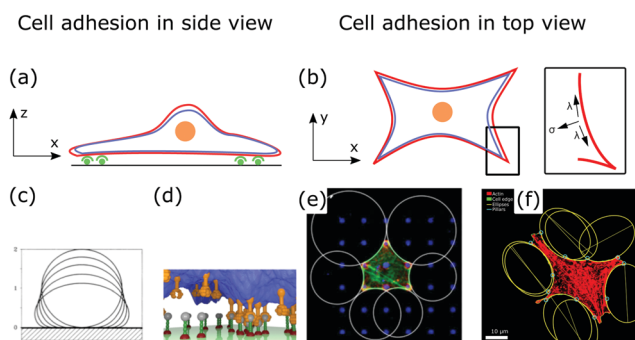 Cell adhesion in side view
Cell adhesion in top view
(a)
z
x
(b)
y
x
λ
σ
λ
(c)
2
1
0
(d)
(e)
(f)
Actin
Cell edge
Ellipses
Pillars
10 μm